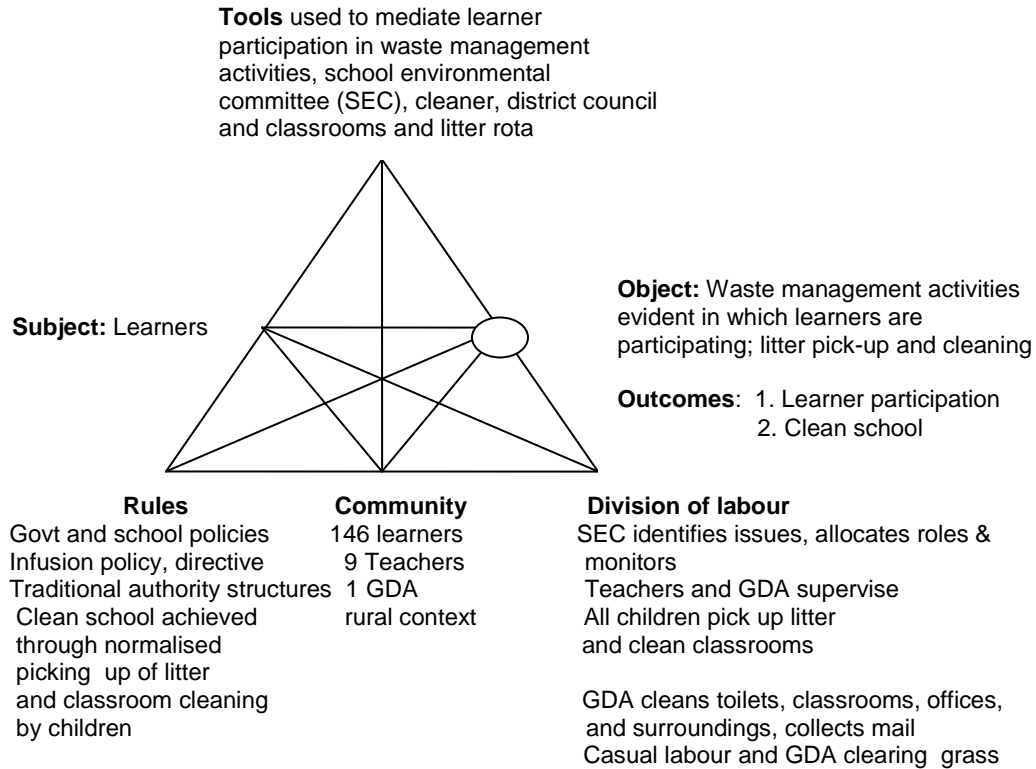 Tools used to mediate learner
participation in waste management
activities, school environmental
committee (SEC), cleaner, district council
and classrooms and litter rota
Subject: Learners
Object: Waste management activities
evident in which learners are
participating; litter pick-up and cleaning
Outcomes: 1. Learner participation
2. Clean school
Rules
Govt and school policies
Infusion policy, directive
Traditional authority structures
Clean school achieved
through normalised
picking up of litter
and classroom cleaning
by children
Community
146 learners
9 Teachers
1 GDA
rural context
Division of labour
SEC identifies issues, allocates roles &
monitors
Teachers and GDA supervise
All children pick up litter
and clean classrooms
GDA cleans toilets, classrooms, offices,
and surroundings, collects mail
Casual labour and GDA clearing grass